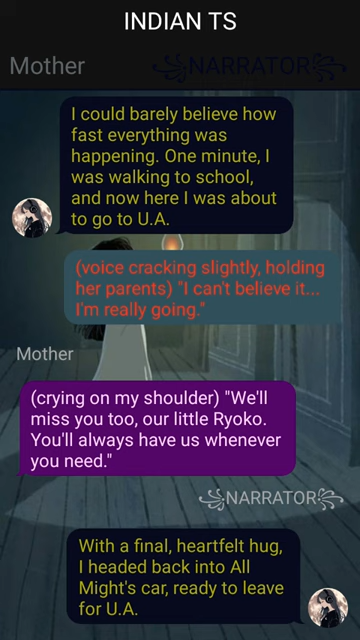 INDIAN TS
Mother
NARRATOR
I could barely believe how
fast everything was
happening. One minute, I
was walking to school,
and now here I was about
to go to U.A.
(voice cracking slightly, holding
her parents) "I can't believe it...
I'm really going."
Mother
(crying on my shoulder) "We'll
miss you too, our little Ryoko.
You'll always have us whenever
you need."
NARRATOR
With a final, heartfelt hug,
I headed back into All
Might's car, ready to leave
for U.A.